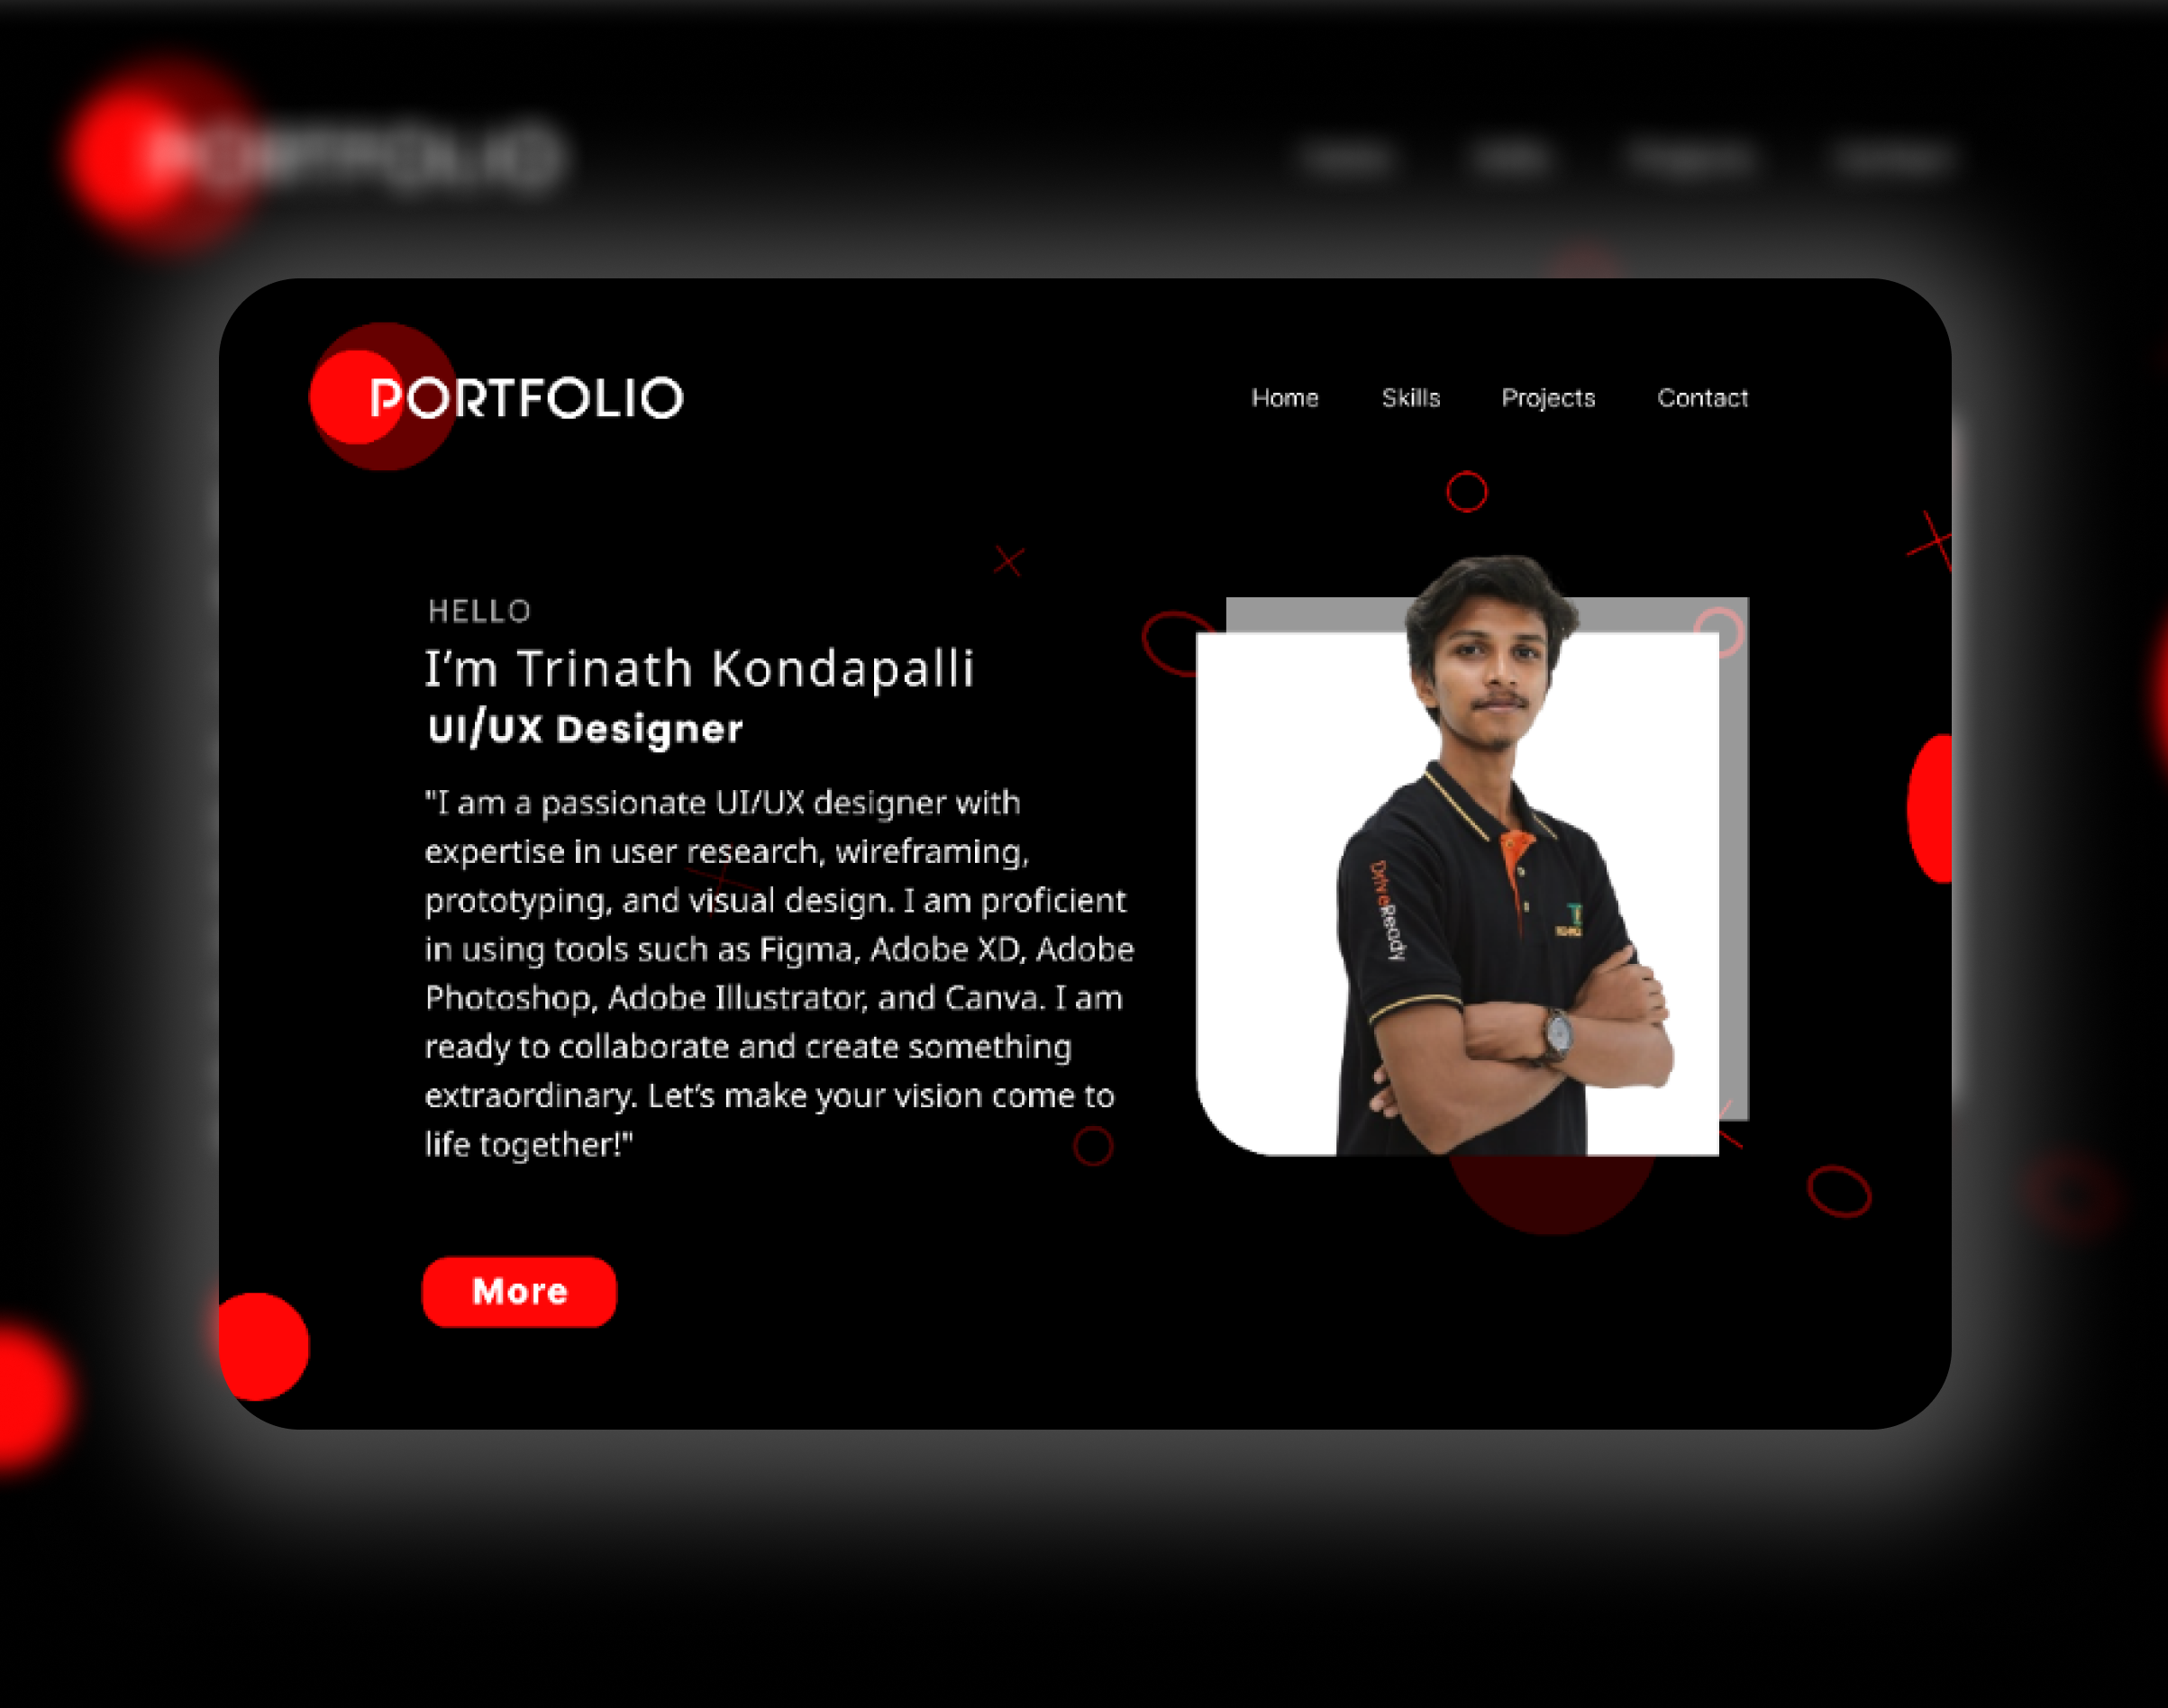 PORTFOLIO
Home Skills Projects Contact
HELLO
I’m Trinath Kondapalli
UI/UX Designer
"I am a passionate UI/UX designer with
expertise in user research, wireframing,
prototyping, and visual design. I am proficient
in using tools such as Figma, Adobe XD, Adobe
Photoshop, Adobe Illustrator, and Canva. I am
ready to collaborate and create something
extraordinary. Let’s make your vision come to
life together!"
DriveReady
More